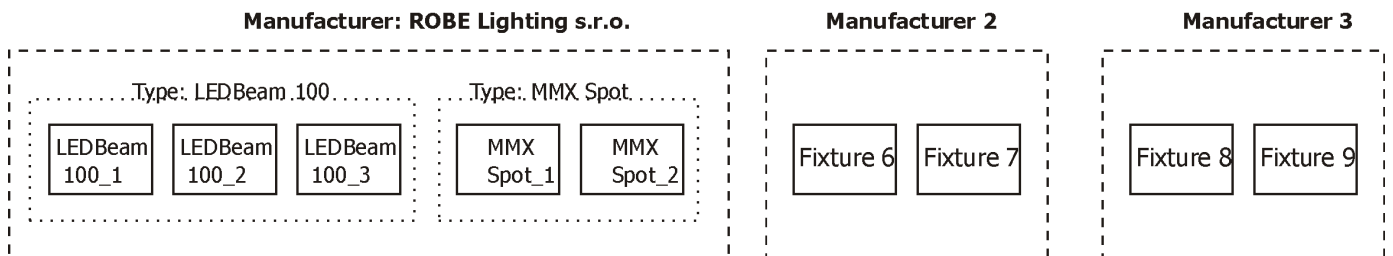 Manufacturer: ROBE Lighting s.r.o.
Manufacturer 2
Manufacturer 3
Type: LEDBeam 100
Type: MMX Spot
LEDBeam
100_1
LEDBeam
100_2
LEDBeam
100_3
MMX
Spot_1
MMX
Spot_2
Fixture 6
Fixture 7
Fixture 8
Fixture 9